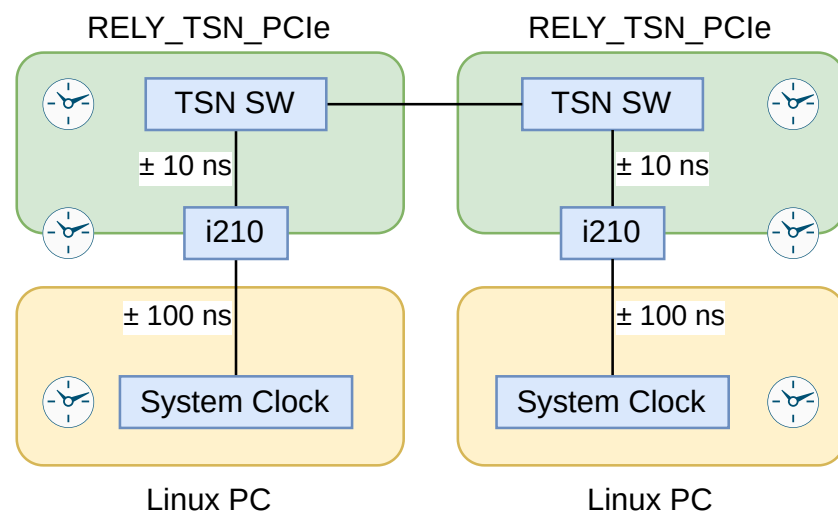 RELY_TSN_PCIe
RELY_TSN_PCIe
TSN SW
TSN SW
± 10 ns
± 10 ns
i210
i210
± 100 ns
± 100 ns
System Clock
System Clock
Linux PC
Linux PC